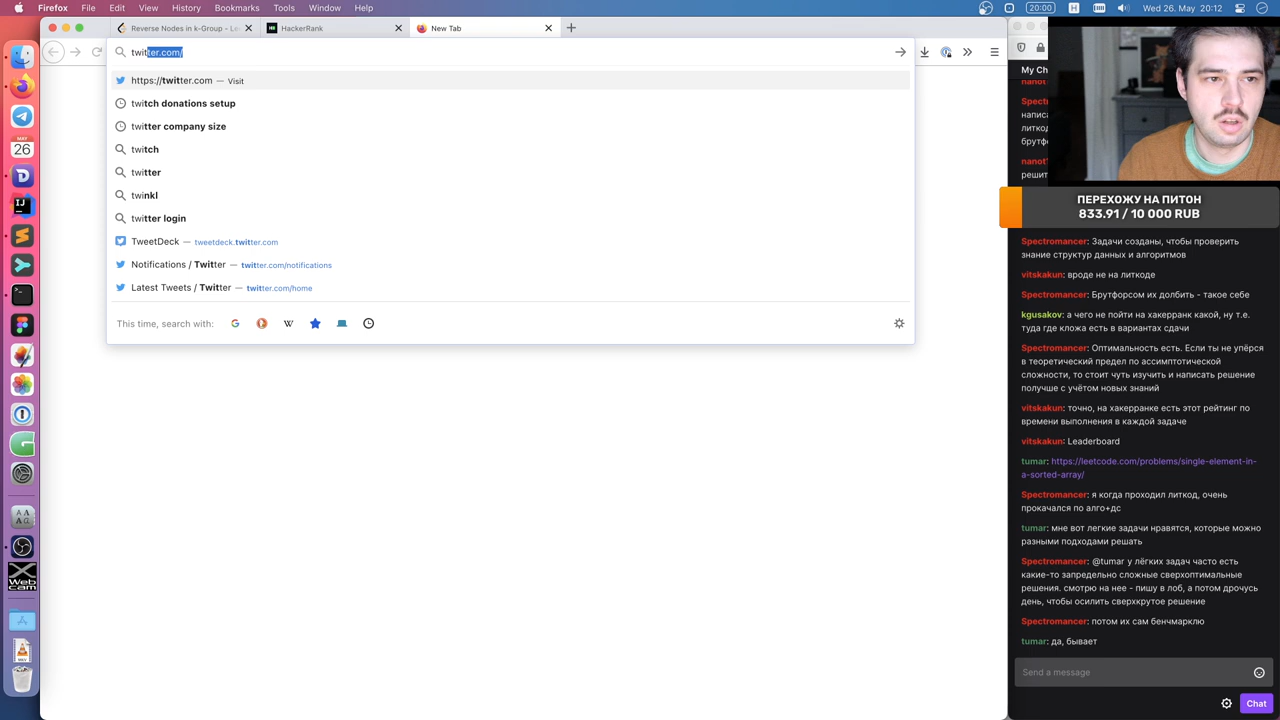 Firefox File Edit View History Bookmarks Tools Window Help
20:00 Wed 26. May, 20:12
Reverse Nodes in k-Group - Le
HackerRank
New Tab
twitter.com/
https://twitter.com — Visit
twitch donations setup
twitter company size
twitch
twitter
twinkl
twitter login
TweetDeck — tweetdeck.twitter.com
Notifications / Twitter — twitter.com/notifications
Latest Tweets / Twitter — twitter.com/home
This time, search with:
MAY
26
Web
cam
My Ch
ПЕРЕХОЖУ НА ПИТОН
833.91 / 10 000 RUB
Spectromancer: Задачи созданы, чтобы проверить
знание структур данных и алгоритмов
vitskakun: вроде не на литкоде
Spectromancer: Брутфорсом их долбить - такое себе
kgusakov: а чего не пойти на хакерранк какой, ну т.е.
туда где кложа есть в вариантах сдачи
Spectromancer: Оптимальность есть. Если ты не упёрся
в теоретический предел по ассимптотической
сложности, то стоит чуть изучить и написать решение
получше с учётом новых знаний
vitskakun: точно, на хакерранке есть этот рейтинг по
времени выполнения в каждой задаче
vitskakun: Leaderboard
tumar: https://leetcode.com/problems/single-element-in-
a-sorted-array/
Spectromancer: я когда проходил литкод, очень
прокачался по алго+дс
tumar: мне вот легкие задачи нравятся, которые можно
разными подходами решать
Spectromancer: @tumar у лёгких задач часто есть
какие-то запредельно сложные сверхоптимальные
решения. смотрю на нее - пишу в лоб, а потом дрочусь
день, чтобы осилить сверхкрутое решение
Spectromancer: потом их сам бенчмарклю
tumar: да, бывает
Send a message
Chat